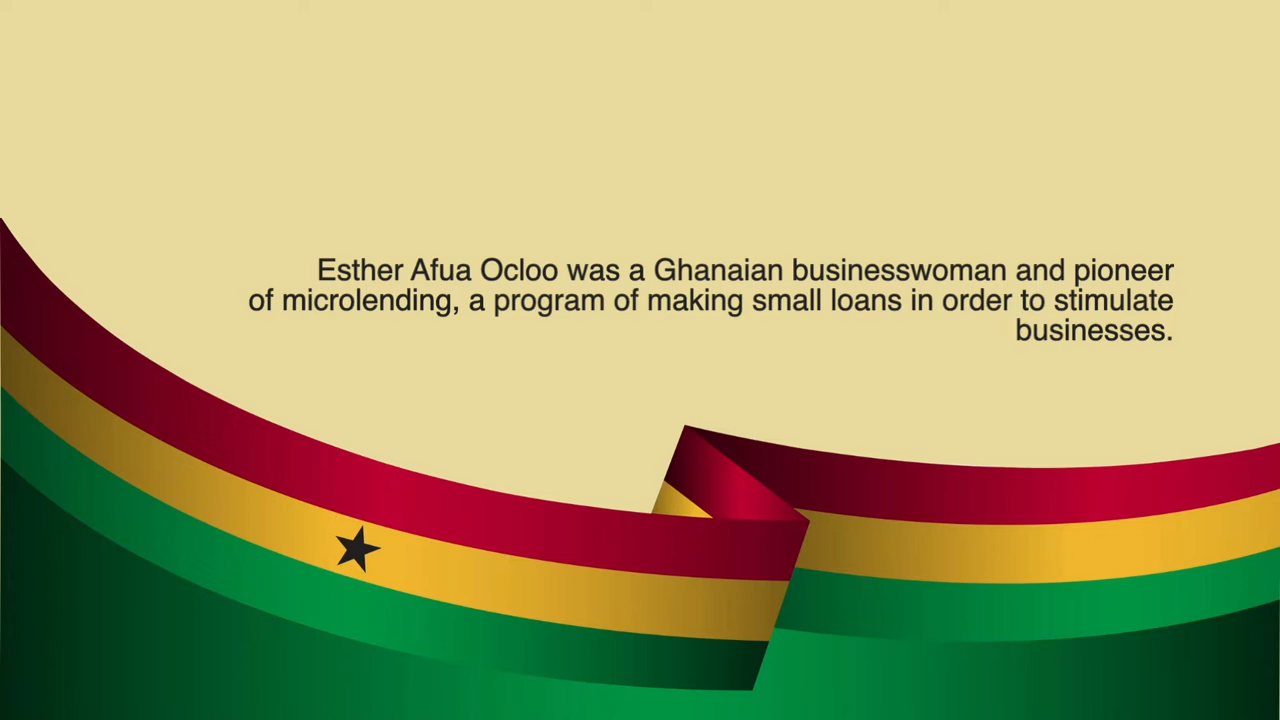 Esther Afua Ocloo was a Ghanaian businesswoman and pioneer
of microlending, a program of making small loans in order to stimulate
businesses.